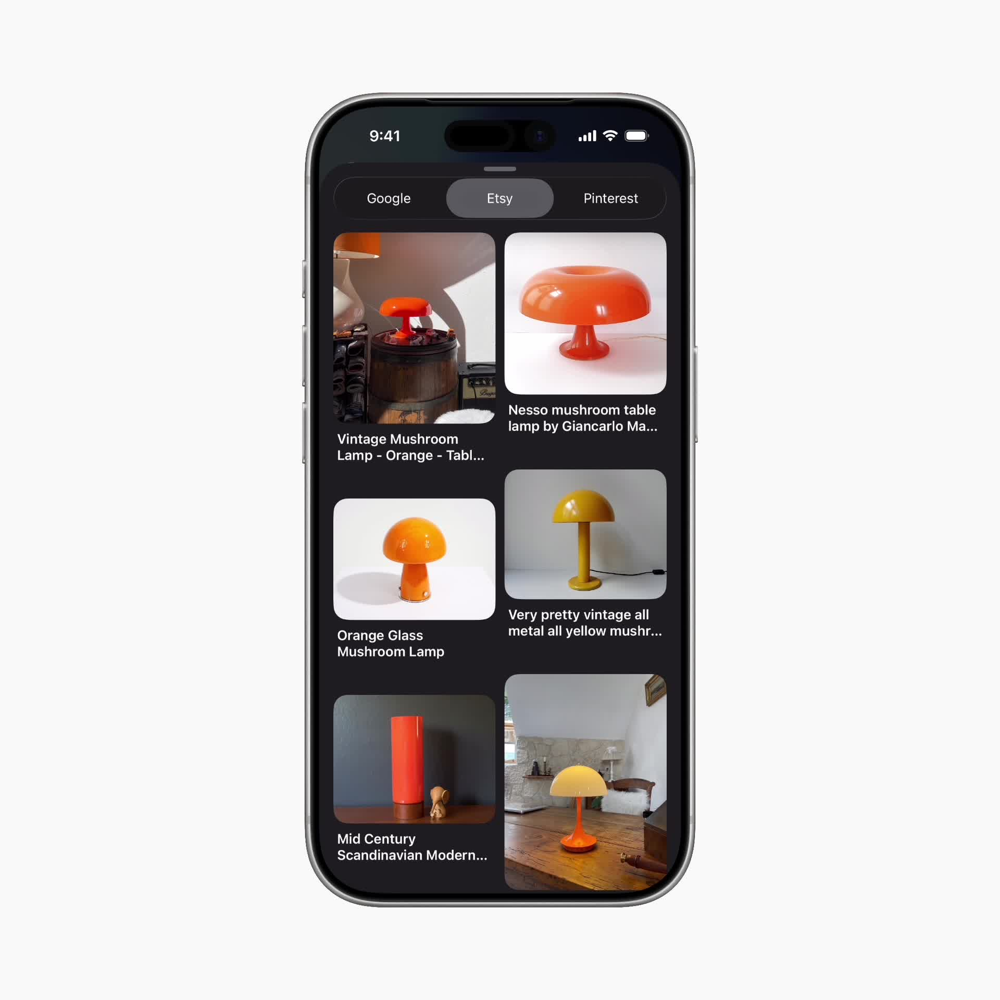 9:41
Google
Etsy
Pinterest
Vintage Mushroom
Lamp - Orange - Tabl...
Nesso mushroom table
lamp by Giancarlo Ma...
Orange Glass
Mushroom Lamp
Very pretty vintage all
metal all yellow mushr...
Mid Century
Scandinavian Modern...